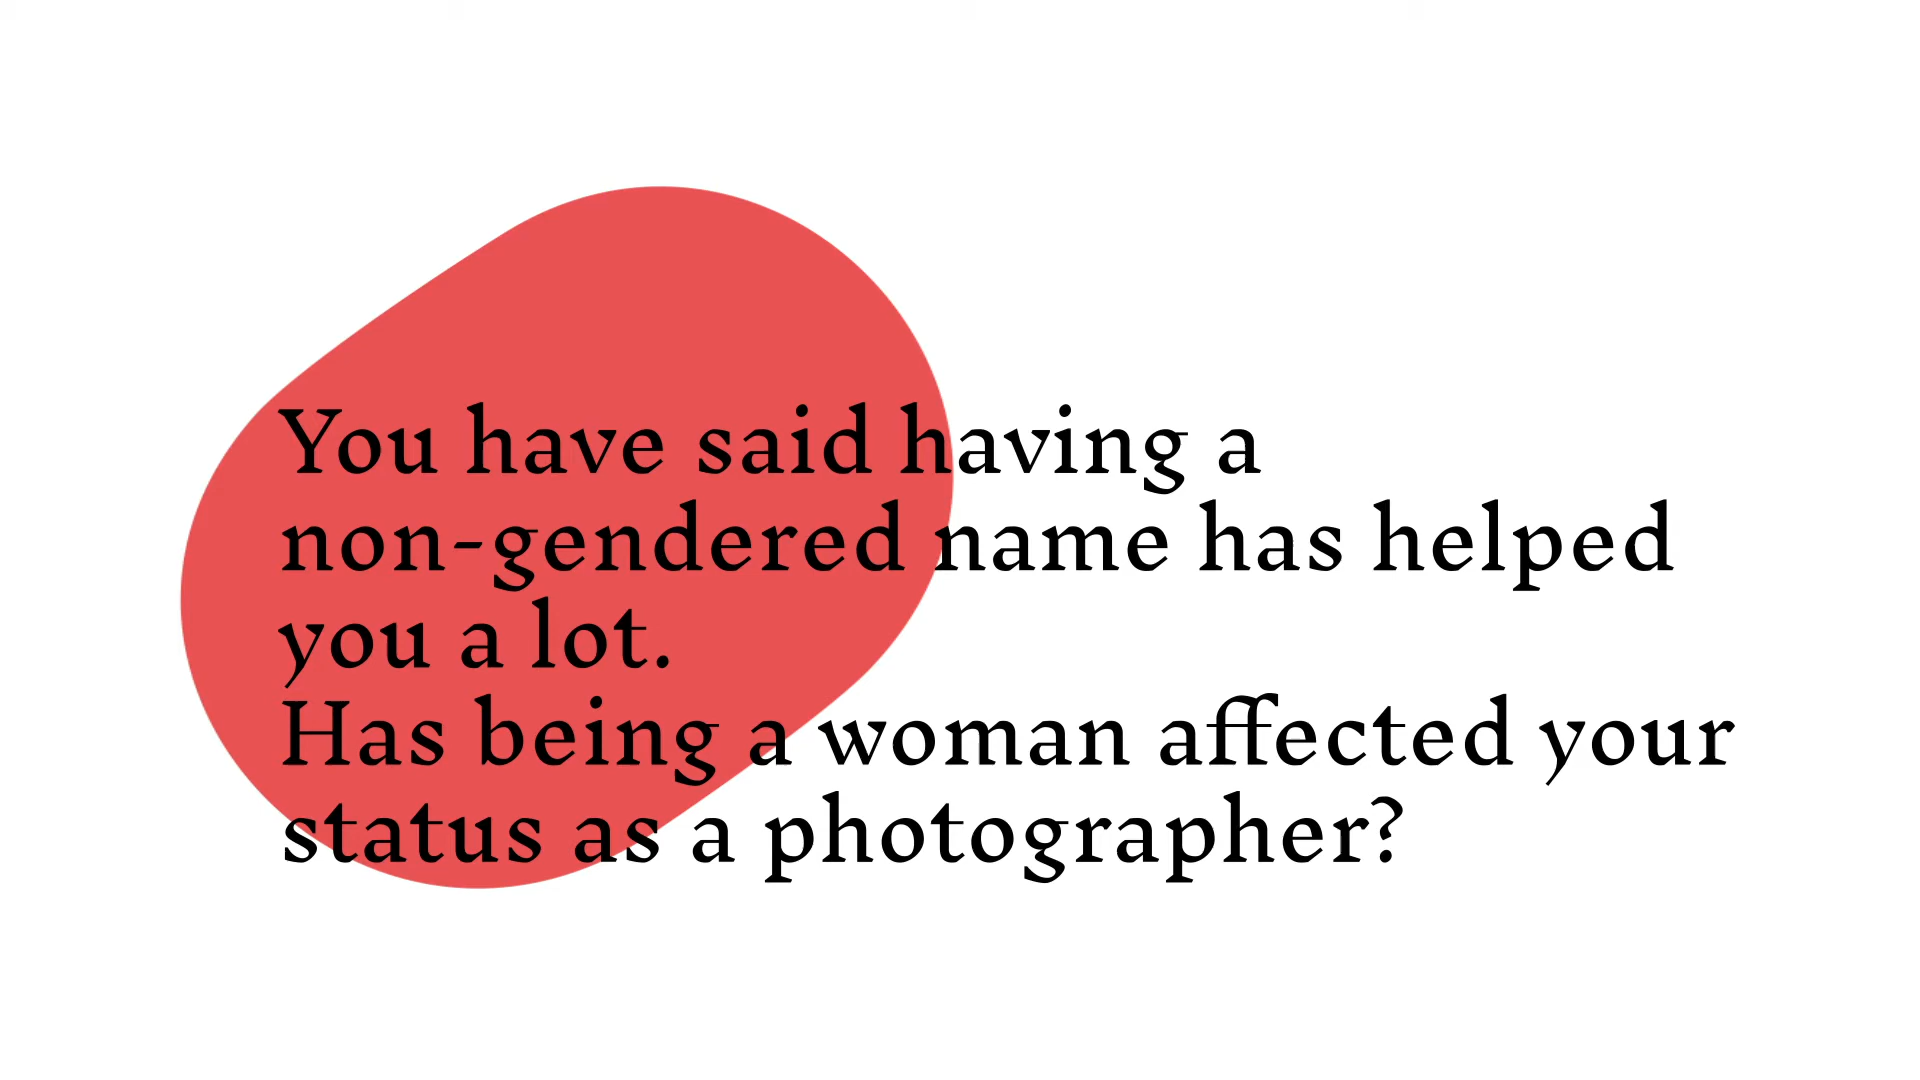 You have said having a
non-gendered name has helped
you a lot.
Has being a woman affected your
status as a photographer?